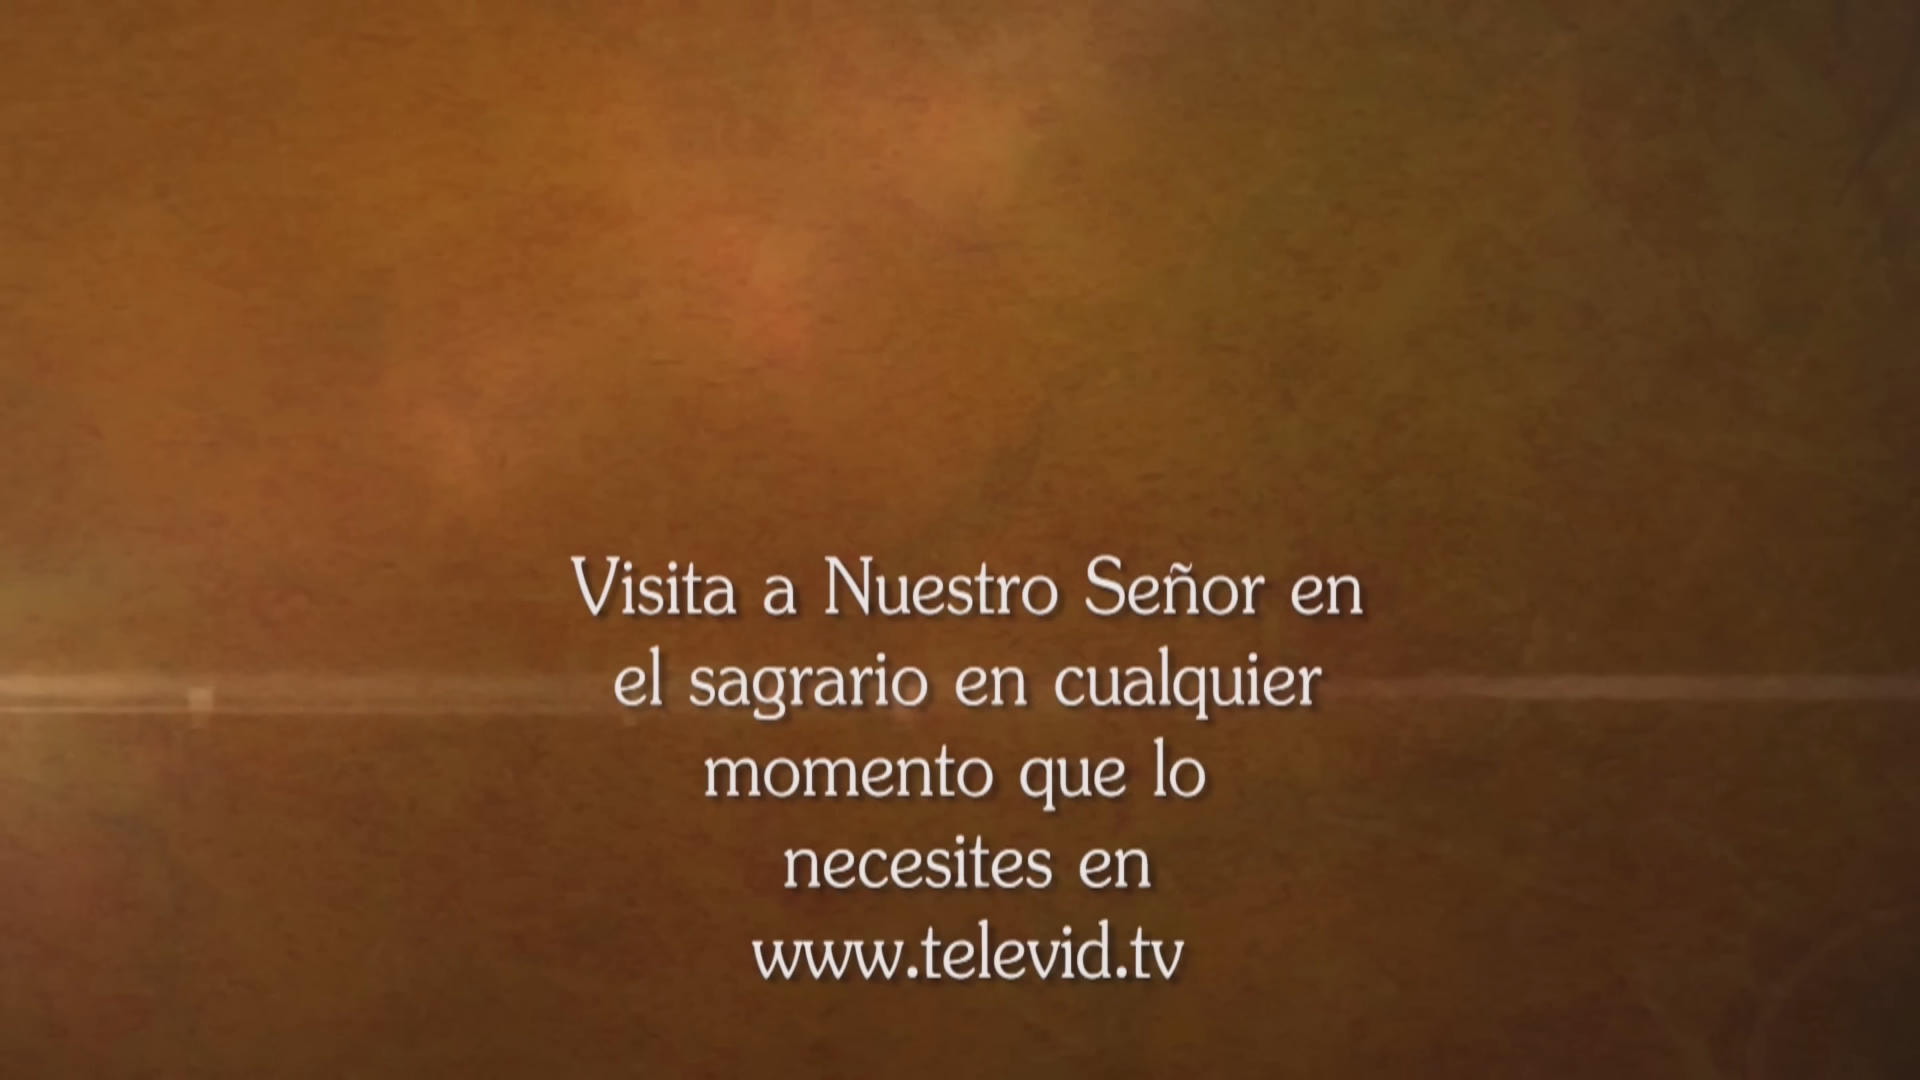 Visita a Nuestro Señor en
el sagrario en cualquier
momento que lo
necesites en
www.televid.tv